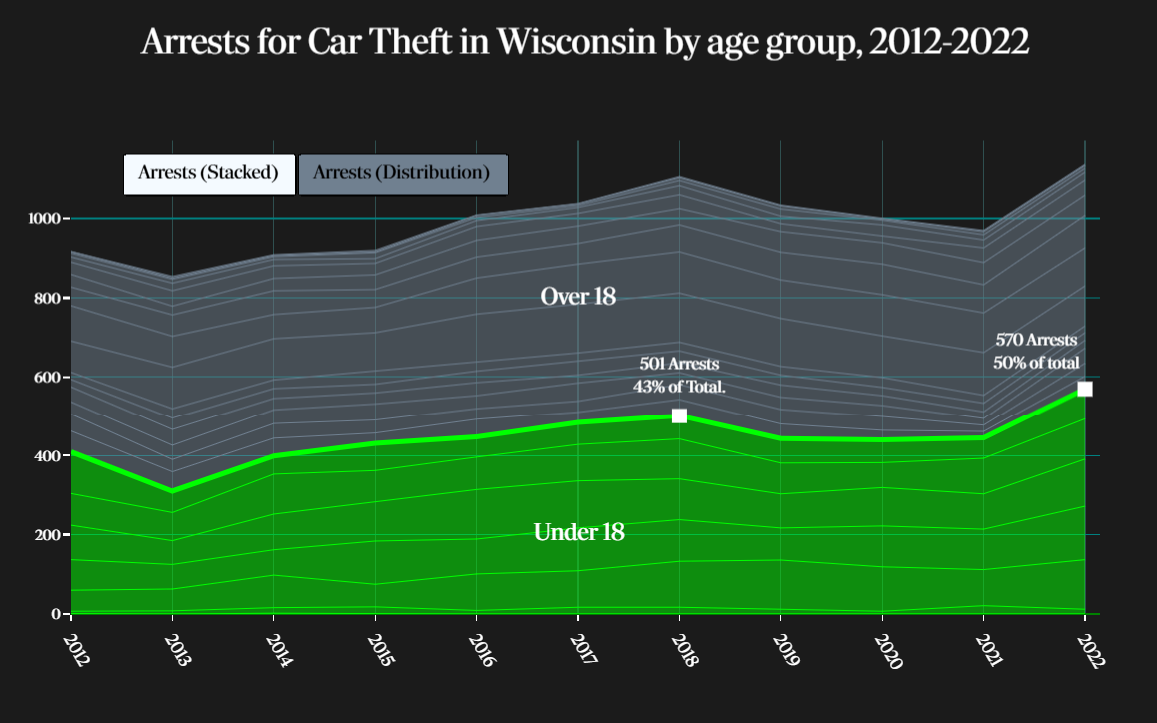 Arrests for Car Theft in Wisconsin by age group, 2012-2022
Arrests (Stacked)
Arrests (Distribution)
1000
800
600
400
200
0
Over 18
501 Arrests
43% of Total.
570 Arrests
50% of total
Under 18
2012
2013
2014
2015
2016
2017
2018
2019
2020
2021
2022